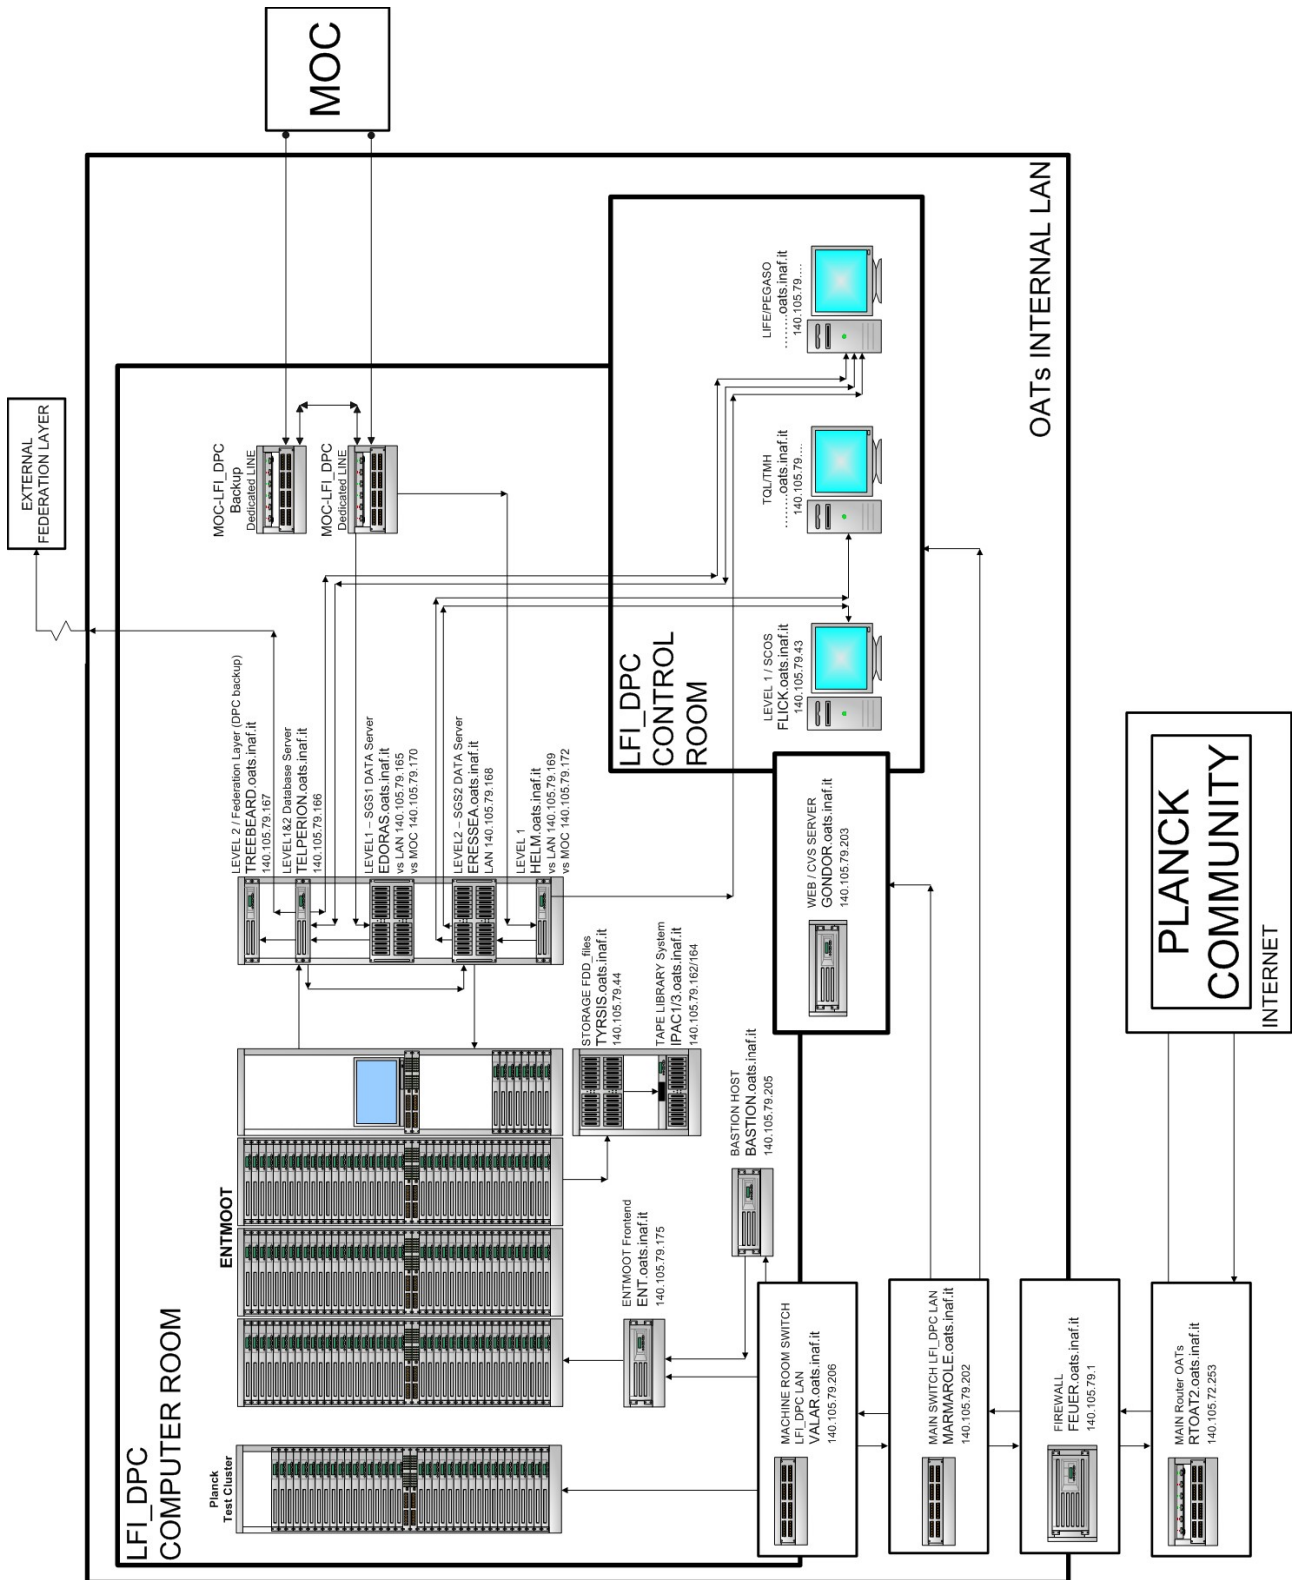 MOC
OATs INTERNAL LAN
EXTERNAL
FEDERATION LAYER
MOC-LFI_DPC
Backup
Dedicated LINE
MOC-LFI_DPC
Dedicated LINE
LIFE/PEGASO
........oats.inaf.it
140.105.79....
TQL/TMH
........oats.inaf.it
140.105.79....
LEVEL 1 / SCOS
FLICK.oats.inaf.it
140.105.79.43
LFI_DPC
CONTROL
ROOM
LEVEL 2 / Federation Layer (DPC backup)
TREEBEARD.oats.inaf.it
140.105.79.167
LEVEL1&2 Database Server
TELPERION.oats.inaf.it
140.105.79.166
LEVEL1 – SGS1 DATA Server
EDORAS.oats.inaf.it
vs LAN 140.105.79.165
vs MOC 140.105.79.170
LEVEL2 – SGS2 DATA Server
ERESSEA.oats.inaf.it
LAN 140.105.79.168
LEVEL 1
HELM.oats.inaf.it
vs LAN 140.105.79.169
vs MOC 140.105.79.172
WEB / CVS SERVER
GONDOR.oats.inaf.it
140.105.79.203
STORAGE FDD_files
TYRSIS.oats.inaf.it
140.105.79.44
TAPE LIBRARY System
IPAC1/3.oats.inaf.it
140.105.79.162/164
BASTION HOST
BASTION.oats.inaf.it
140.105.79.205
ENTMOOT
ENTMOOT Frontend
ENT.oats.inaf.it
140.105.79.175
LFI_DPC
COMPUTER ROOM
Planck
Test Cluster
MACHINE ROOM SWITCH
LFI_DPC LAN
VALAR.oats.inaf.it
140.105.79.206
MAIN SWITCH LFI_DPC LAN
MARMAROLE.oats.inaf.it
140.105.79.202
FIREWALL
FEUER.oats.inaf.it
140.105.79.1
MAIN Router OATs
RTOAT2.oats.inaf.it
140.105.72.253
PLANCK
COMMUNITY
INTERNET